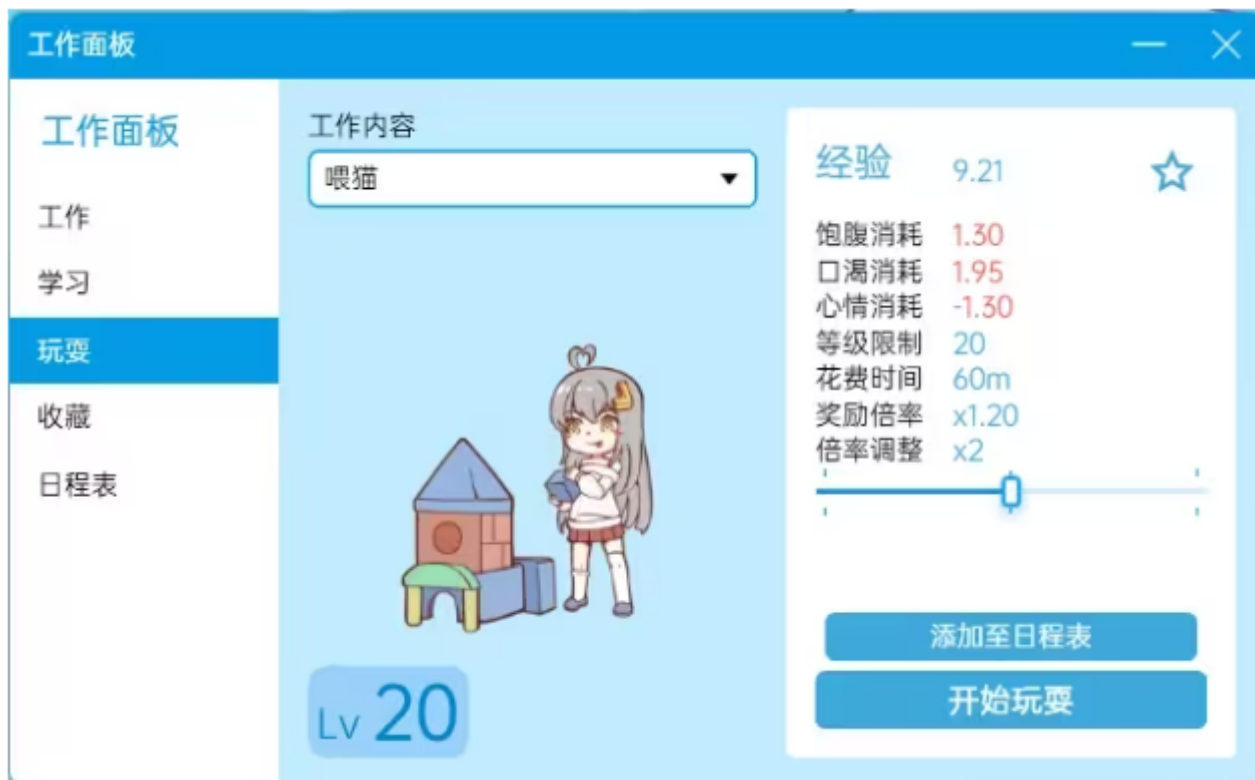 工作面板
工作面板
工作
学习
玩耍
收藏
日程表
工作内容
喂猫
Lv 20
经验 9.21
饱腹消耗 1.30
口渴消耗 1.95
心情消耗 -1.30
等级限制 20
花费时间 60m
奖励倍率 x1.20
倍率调整 x2
添加至日程表
开始玩耍